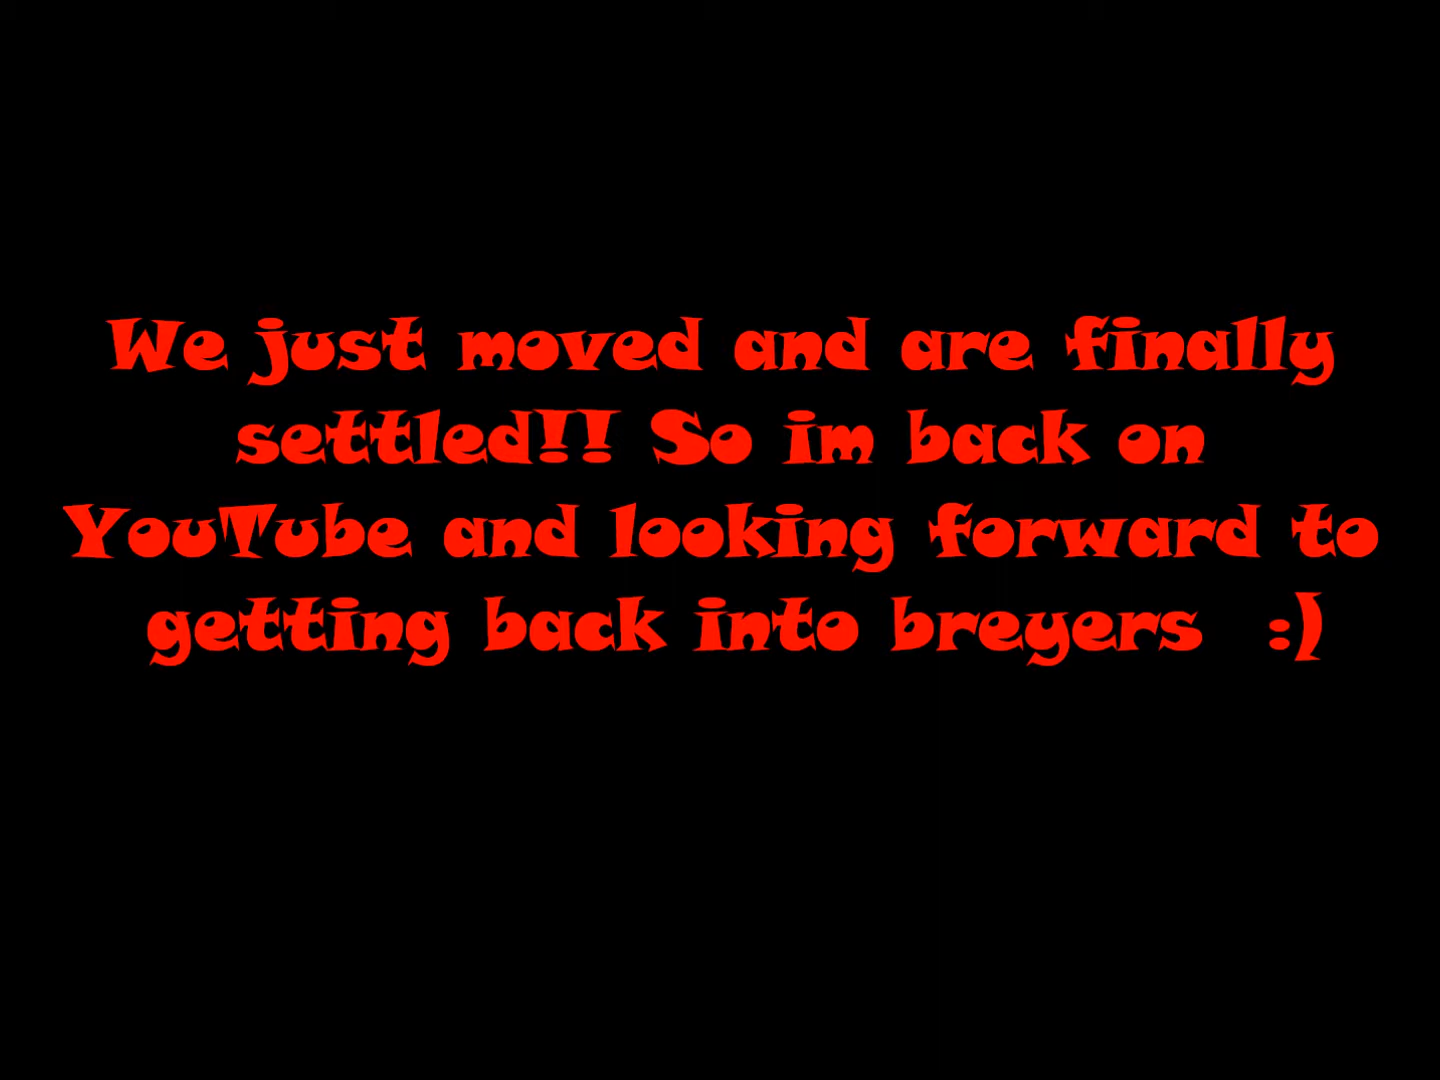 We just moved and are finally
settled!! So im back on
YouTube and looking forward to
getting back into breyers  :)